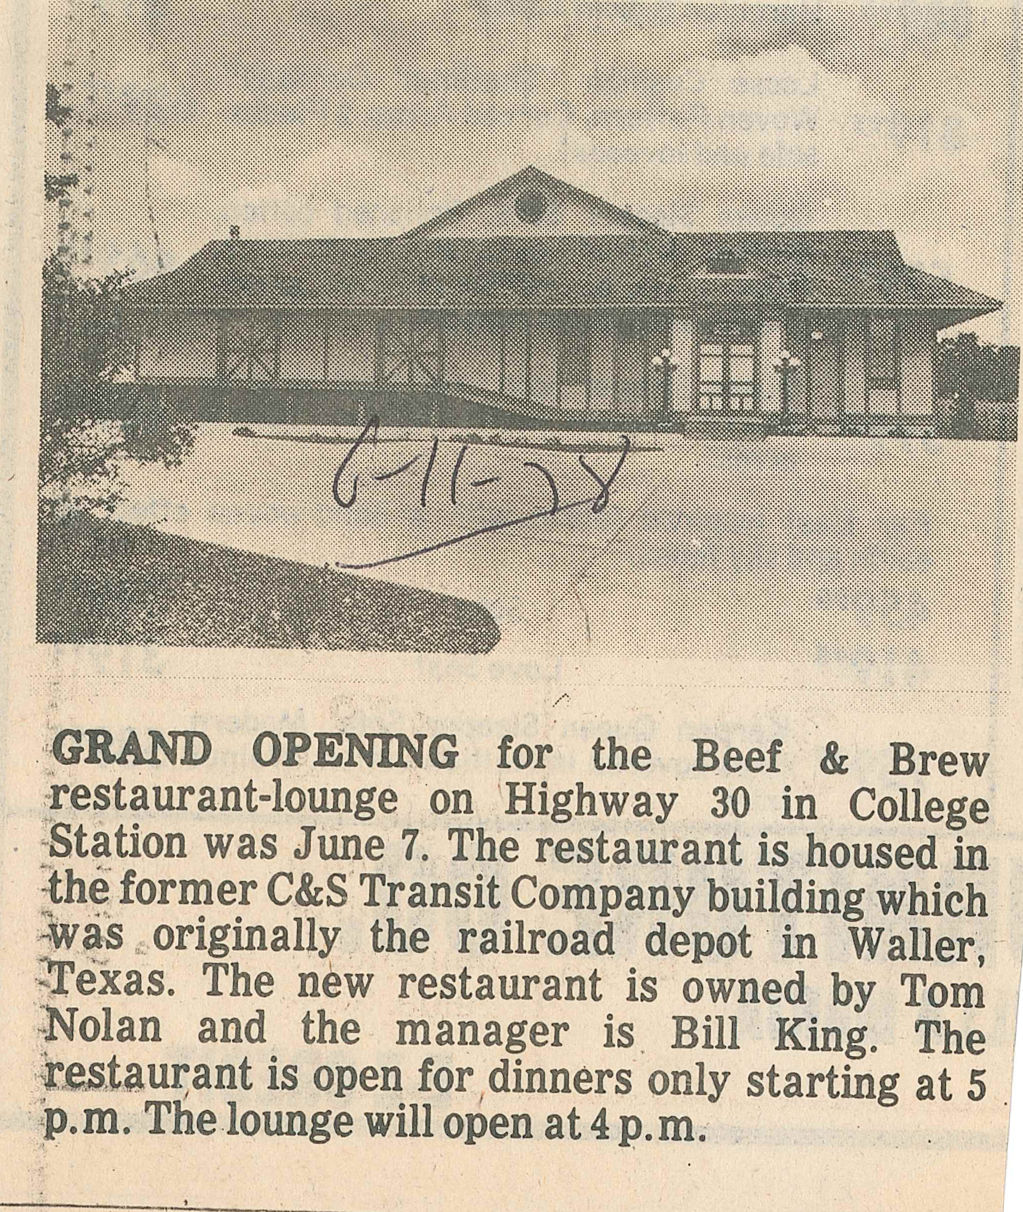 6-11-78
GRAND OPENING for the Beef & Brew
restaurant-lounge on Highway 30 in College
Station was June 7. The restaurant is housed in
the former C&S Transit Company building which
was originally the railroad depot in Waller,
Texas. The new restaurant is owned by Tom
Nolan and the manager is Bill King. The
restaurant is open for dinners only starting at 5
p.m. The lounge will open at 4 p.m.